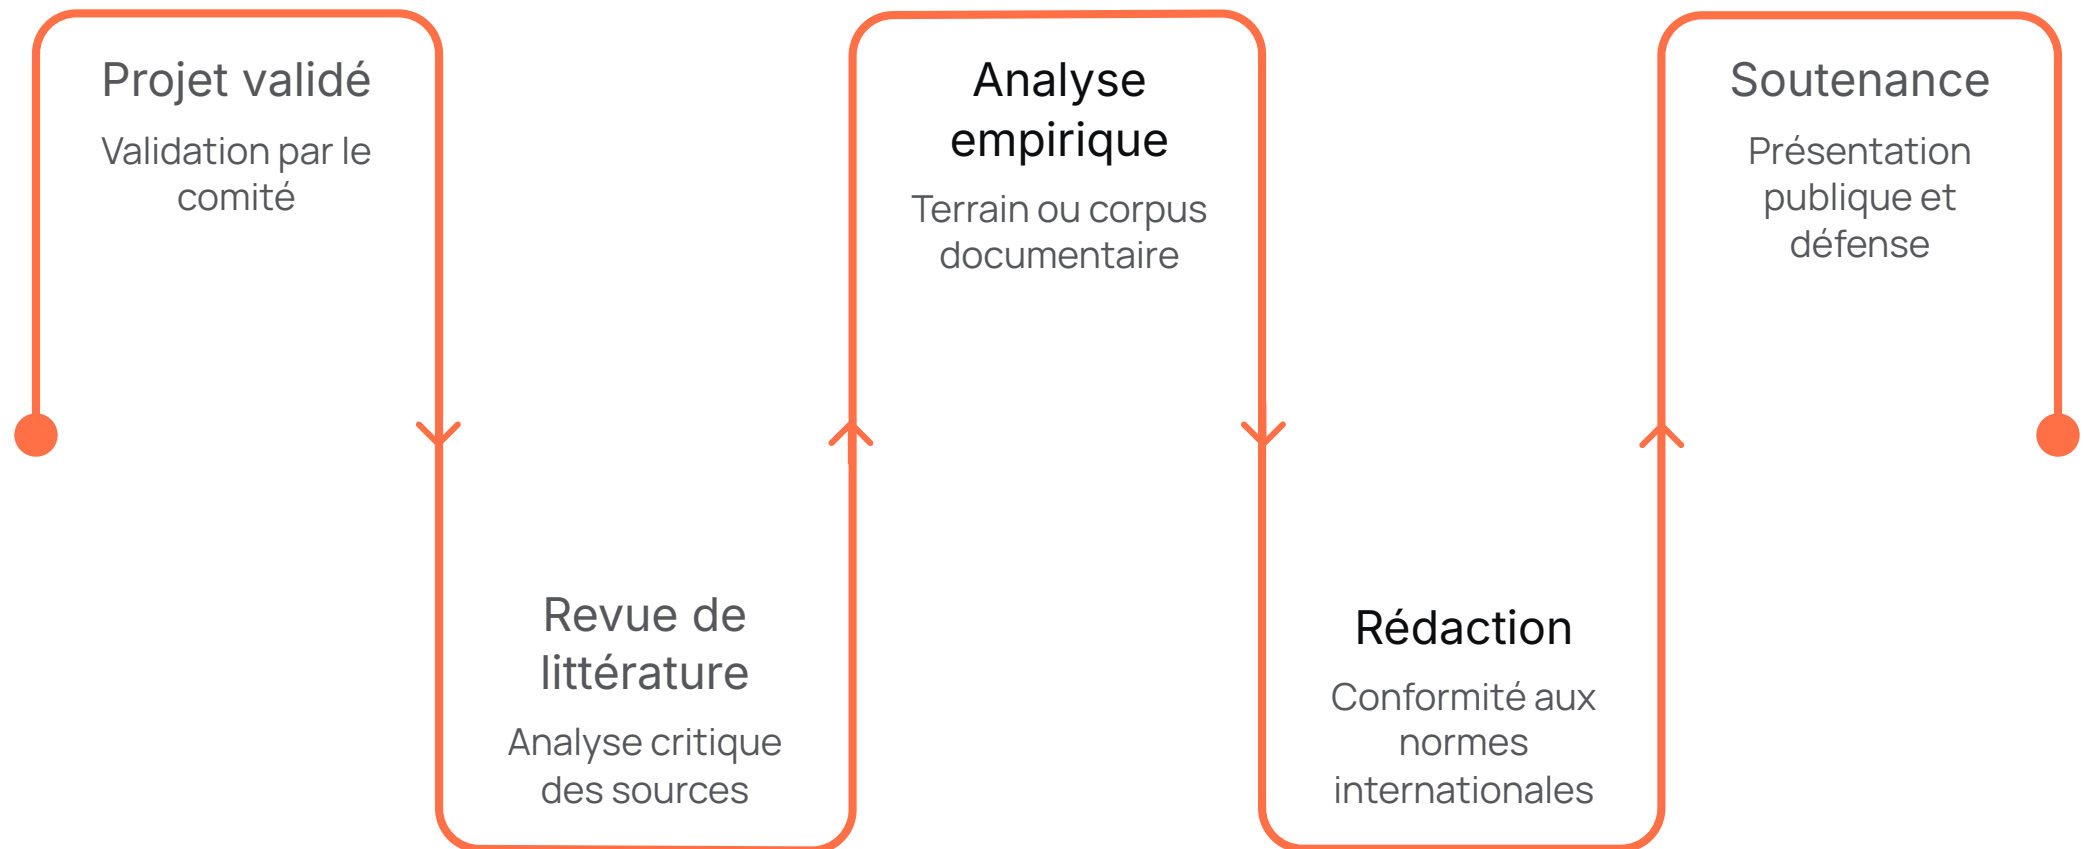 Projet validé
Validation par le
comité
Revue de
littérature
Analyse critique
des sources
Analyse
empirique
Terrain ou corpus
documentaire
Rédaction
Conformité aux
normes
internationales
Soutenance
Présentation
publique et
défense